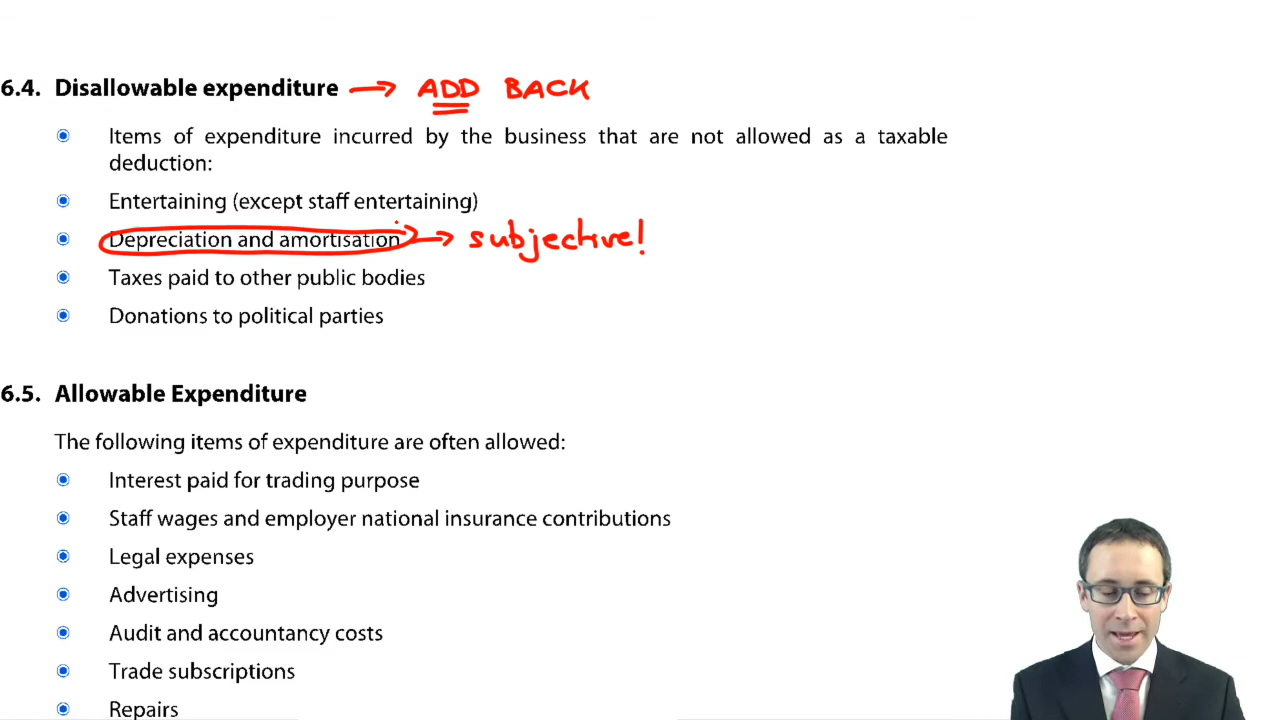 6.4. Disallowable expenditure → ADD BACK
Items of expenditure incurred by the business that are not allowed as a taxable
deduction:
Entertaining (except staff entertaining)
Depreciation and amortisation → subjective!
Taxes paid to other public bodies
Donations to political parties
6.5. Allowable Expenditure
The following items of expenditure are often allowed:
Interest paid for trading purpose
Staff wages and employer national insurance contributions
Legal expenses
Advertising
Audit and accountancy costs
Trade subscriptions
Repairs